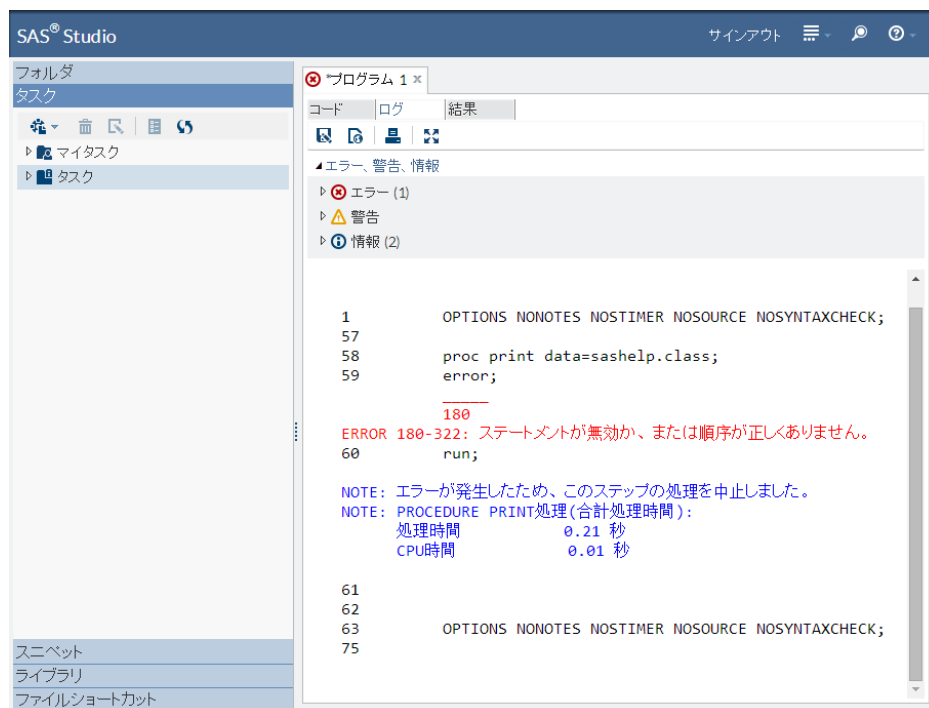 SAS® Studio
サインアウト
フォルダ
タスク
マイタスク
タスク
スニペット
ライブラリ
ファイルショートカット
*プログラム 1 ×
コード ログ 結果
エラー、警告、情報
エラー (1)
警告
情報 (2)
1 OPTIONS NONOTES NOSTIMER NOSOURCE NOSYNTAXCHECK;
57
58 proc print data=sashelp.class;
59 error;
_____
180
ERROR 180-322: ステートメントが無効か、または順序が正しくありません。
60 run;
NOTE: エラーが発生したため、このステップの処理を中止しました。
NOTE: PROCEDURE PRINT処理(合計処理時間):
処理時間 0.21 秒
CPU時間 0.01 秒
61
62
63 OPTIONS NONOTES NOSTIMER NOSOURCE NOSYNTAXCHECK;
75